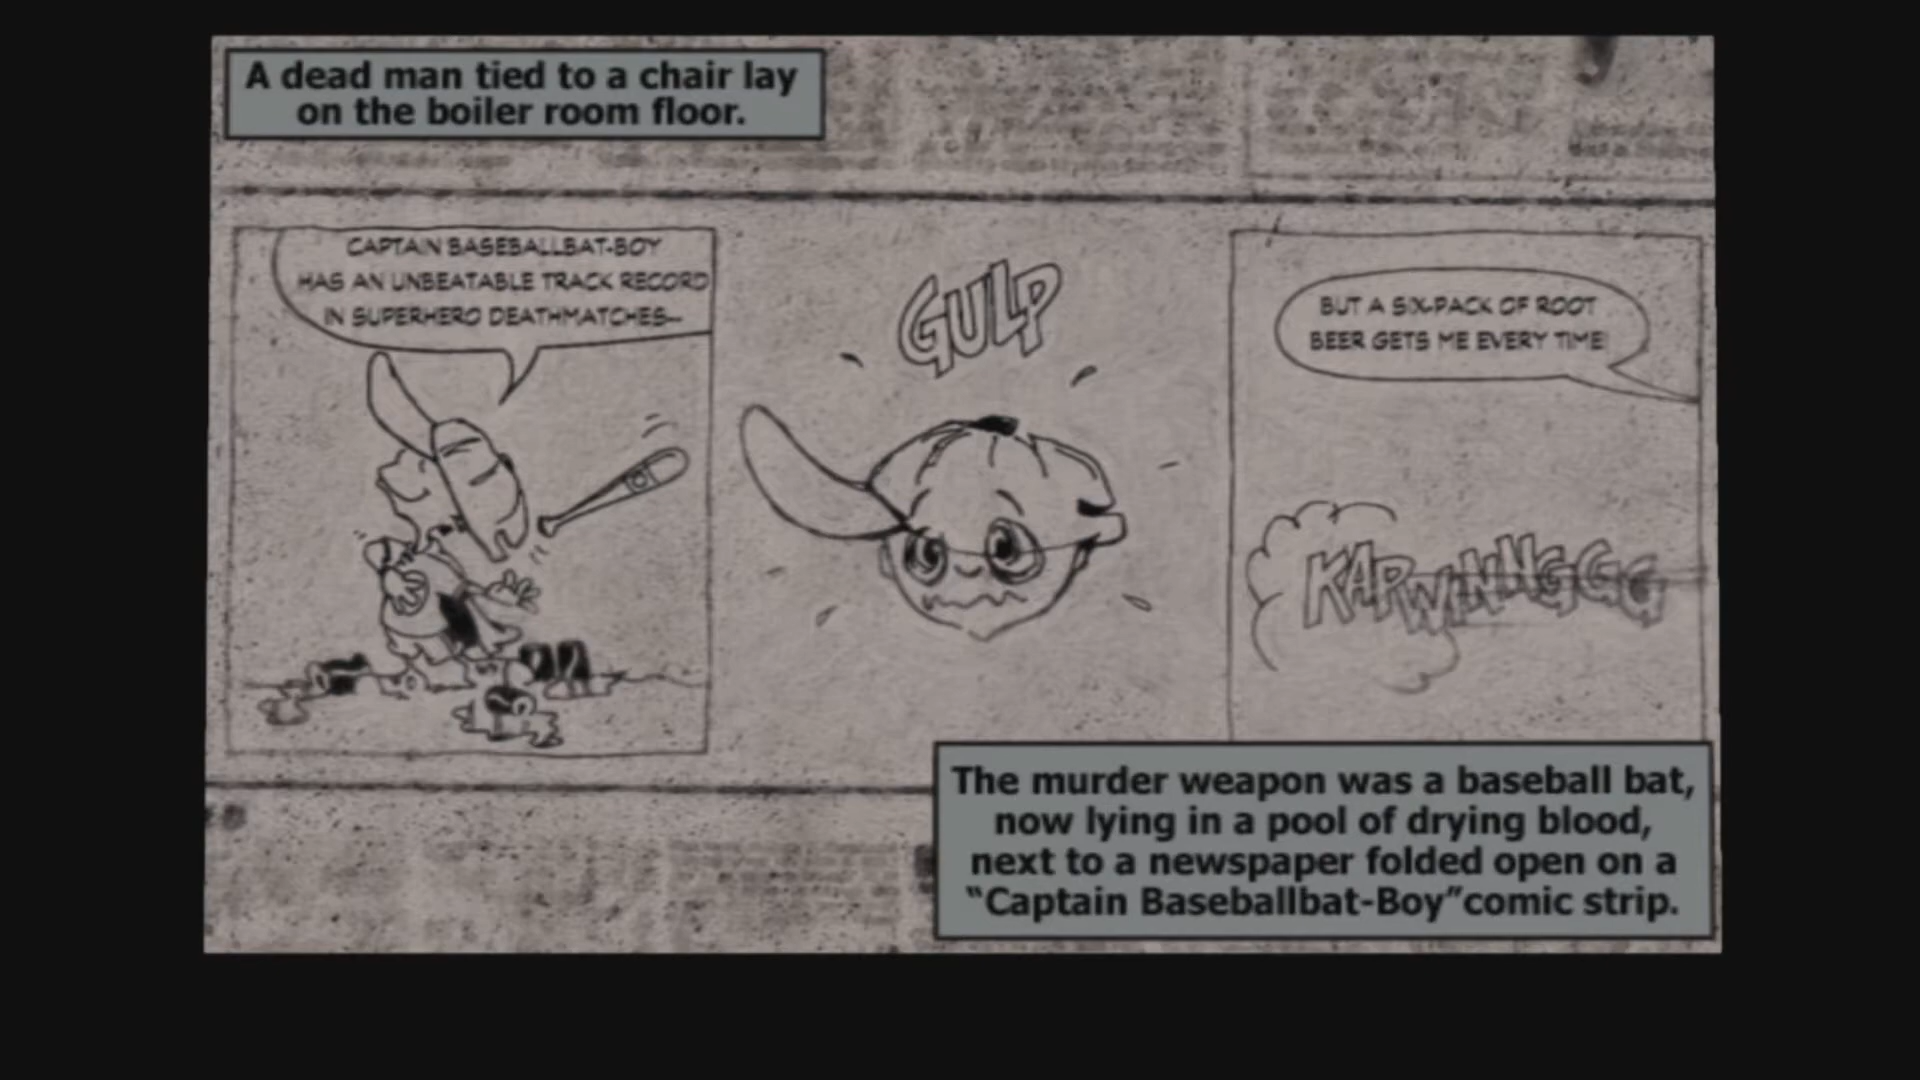 A dead man tied to a chair lay
on the boiler room floor.
CAPTAIN BASEBALLBAT-BOY
HAS AN UNBEATABLE TRACK RECORD
IN SUPERHERO DEATHMATCHES--
GULP
BUT A SIX-PACK OF ROOT
BEER GETS ME EVERY TIME!
KAPWINNGGG
The murder weapon was a baseball bat,
now lying in a pool of drying blood,
next to a newspaper folded open on a
“Captain Baseballbat-Boy”comic strip.